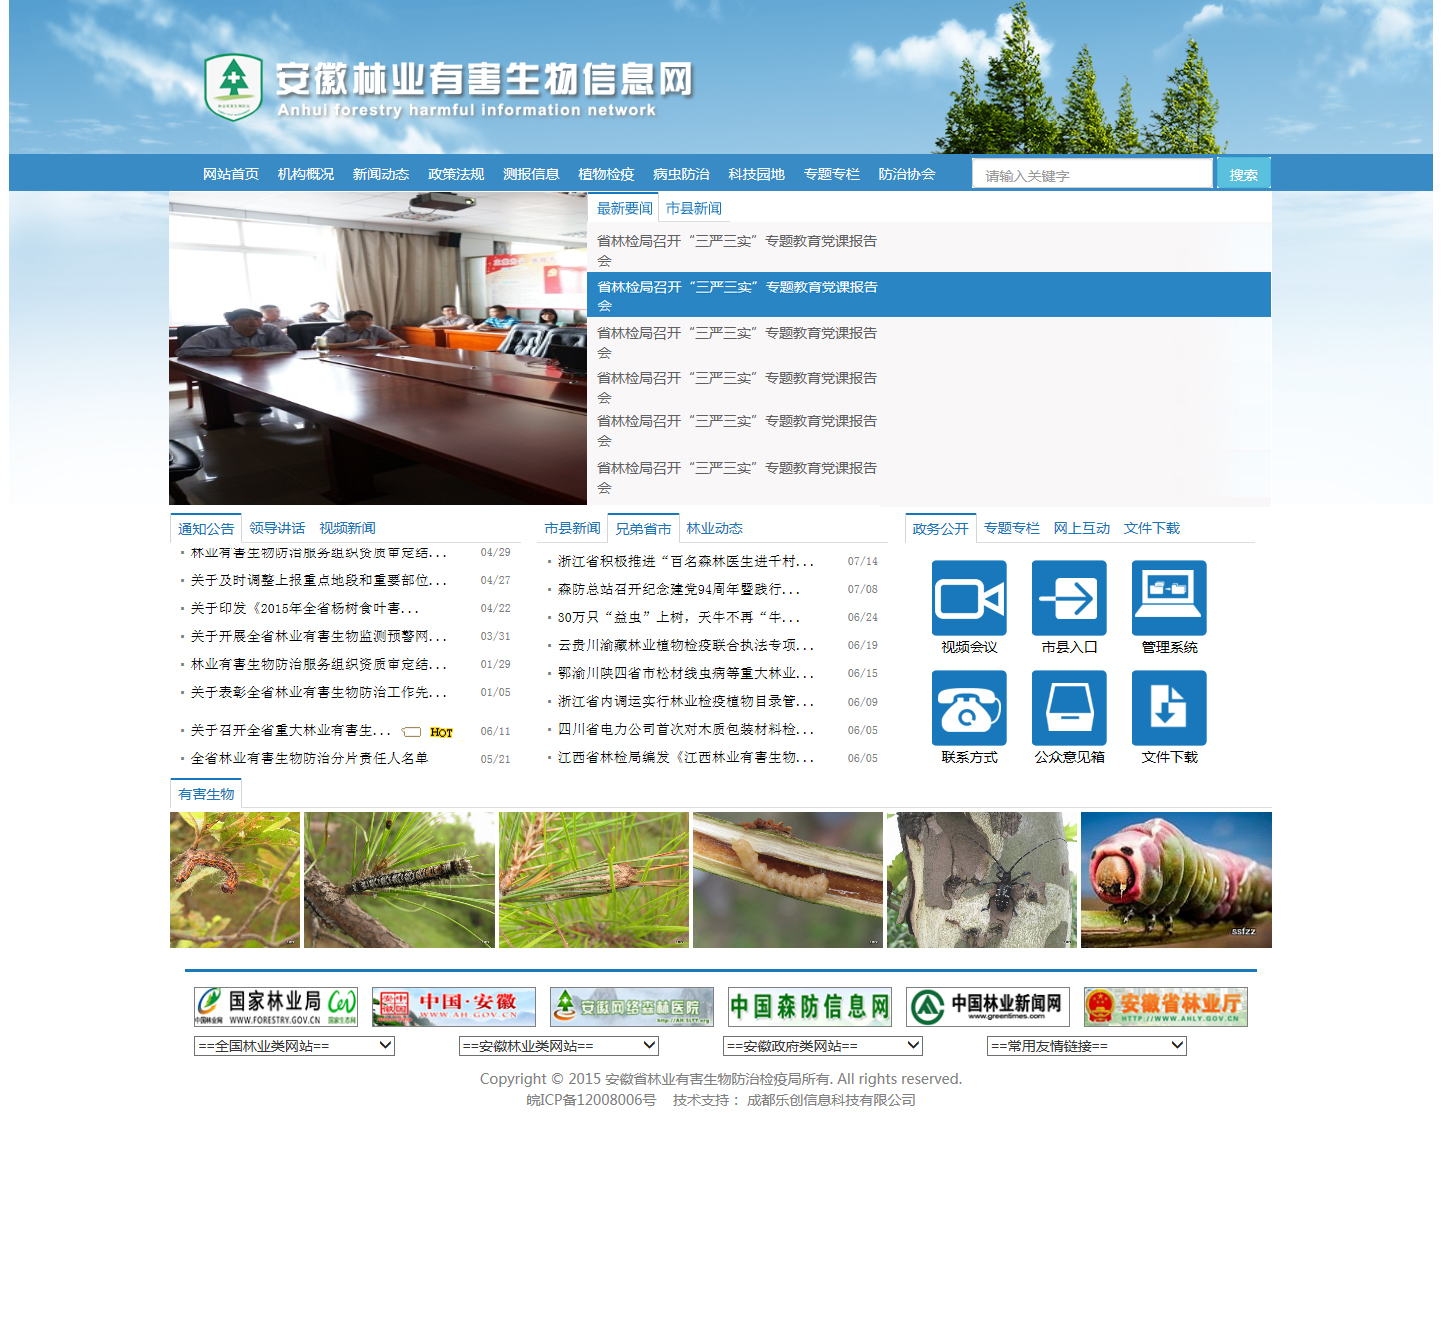 安徽林业有害生物信息网
Anhui forestry harmful information network
网站首页 机构概况 新闻动态 政策法规 测报信息 植物检疫 病虫防治 科技园地 专题专栏 防治协会 请输入关键字 搜索
最新要闻 市县新闻
省林检局召开“三严三实”专题教育党课报告
会
省林检局召开“三严三实”专题教育党课报告
会
省林检局召开“三严三实”专题教育党课报告
会
省林检局召开“三严三实”专题教育党课报告
会
省林检局召开“三严三实”专题教育党课报告
会
省林检局召开“三严三实”专题教育党课报告
会
通知公告 领导讲话 视频新闻
林业有害生物防治服务组织资质审定结... 04/29
关于及时调整上报重点地段和重要部位... 04/27
关于印发《2015年全省杨树食叶害... 04/22
关于开展全省林业有害生物监测预警网... 03/31
林业有害生物防治服务组织资质审定结... 01/29
关于表彰全省林业有害生物防治工作先... 01/05
关于召开全省重大林业有害生... HOT 06/11
全省林业有害生物防治分片责任人名单 05/21
市县新闻 兄弟省市 林业动态
浙江省积极推进“百名森林医生进千村... 07/14
森防总站召开纪念建党94周年暨践行... 07/08
30万只“益虫”上树，天牛不再“牛... 06/24
云贵川渝藏林业植物检疫联合执法专项... 06/19
鄂渝川陕四省市松材线虫病等重大林业... 06/15
浙江省内调运实行林业检疫植物目录管... 06/09
四川省电力公司首次对木质包装材料检... 06/05
江西省林检局编发《江西林业有害生物... 06/05
政务公开 专题专栏 网上互动 文件下载
视频会议 市县入口 管理系统
联系方式 公众意见箱 文件下载
有害生物
ssfzz
国家林业局
中国林业网 WWW.FORESTRY.GOV.CN 国家生态网
中国·安徽
WWW.AH.GOV.CN
安徽网络森林医院
中国森防信息网
中国林业新闻网
www.greentimes.com
安徽省林业厅
HTTP://WWW.AHLY.GOV.CN
==全国林业类网站== ==安徽林业类网站== ==安徽政府类网站== ==常用友情链接==
Copyright © 2015 安徽省林业有害生物防治检疫局所有. All rights reserved.
皖ICP备12008006号 技术支持： 成都乐创信息科技有限公司